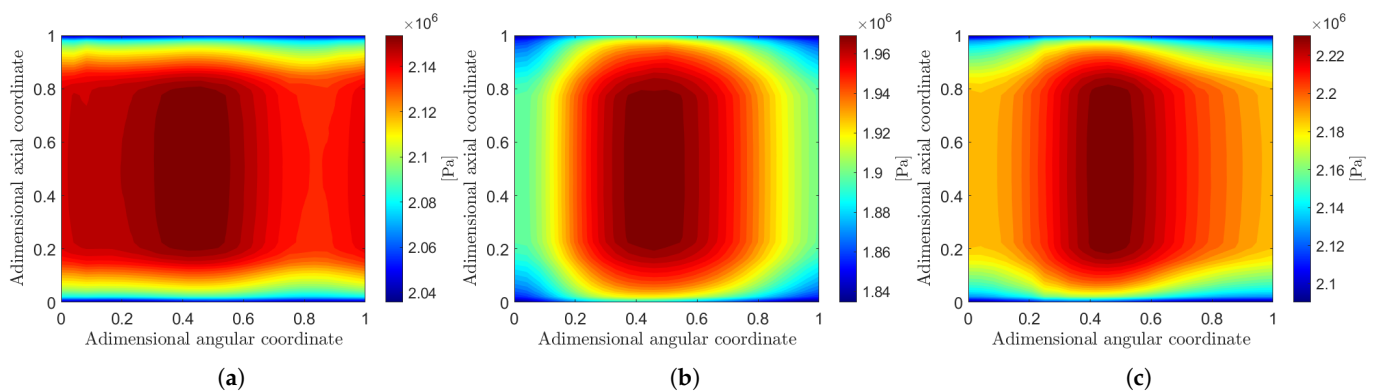 ×10⁶
1
0.8
0.6
0.4
0.2
0
Adimensional axial coordinate
0 0.2 0.4 0.6 0.8 1
Adimensional angular coordinate
2.14
2.12
2.1
2.08
2.06
2.04
[Pa]
(a)
×10⁶
1
0.8
0.6
0.4
0.2
0
Adimensional axial coordinate
0 0.2 0.4 0.6 0.8 1
Adimensional angular coordinate
1.96
1.94
1.92
1.9
1.88
1.86
1.84
[Pa]
(b)
×10⁶
1
0.8
0.6
0.4
0.2
0
Adimensional axial coordinate
0 0.2 0.4 0.6 0.8 1
Adimensional angular coordinate
2.22
2.2
2.18
2.16
2.14
2.12
2.1
[Pa]
(c)